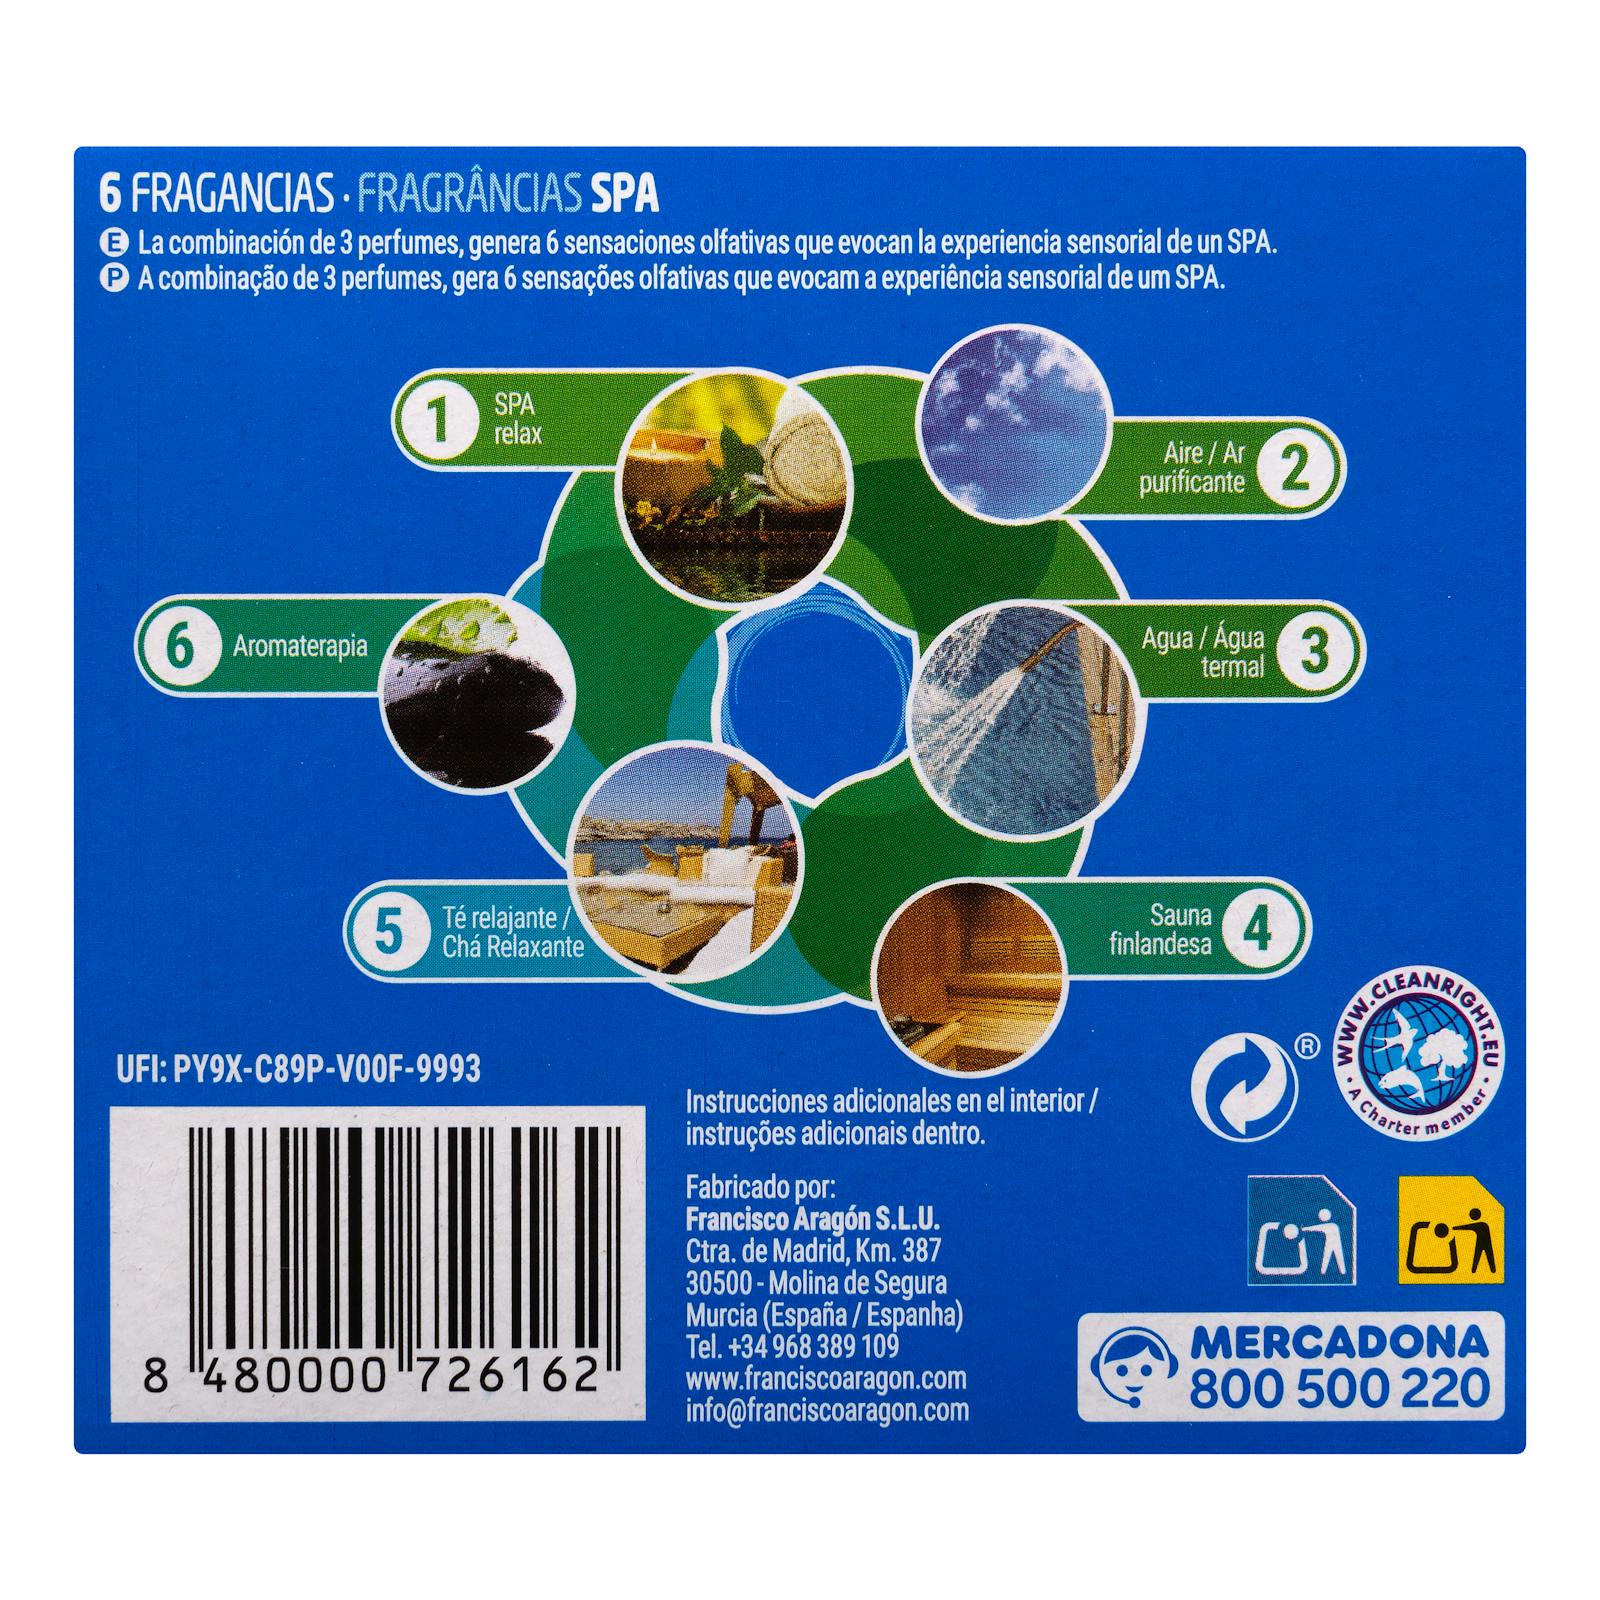 6 FRAGANCIAS · FRAGRÂNCIAS SPA
E La combinación de 3 perfumes, genera 6 sensaciones olfativas que evocan la experiencia sensorial de un SPA.
P A combinação de 3 perfumes, gera 6 sensações olfativas que evocam a experiência sensorial de um SPA.
1 SPA
relax
Aire / Ar
purificante 2
Agua / Água
termal 3
Sauna
finlandesa 4
5 Té relajante /
Chá Relaxante
6 Aromaterapia
UFI: PY9X-C89P-V00F-9993
8 480000 726162
Instrucciones adicionales en el interior /
instruções adicionais dentro.
Fabricado por:
Francisco Aragón S.L.U.
Ctra. de Madrid, Km. 387
30500 - Molina de Segura
Murcia (España / Espanha)
Tel. +34 968 389 109
www.franciscoaragon.com
info@franciscoaragon.com
®
WWW.CLEANRIGHT.EU
· A Charter member ·
MERCADONA
800 500 220